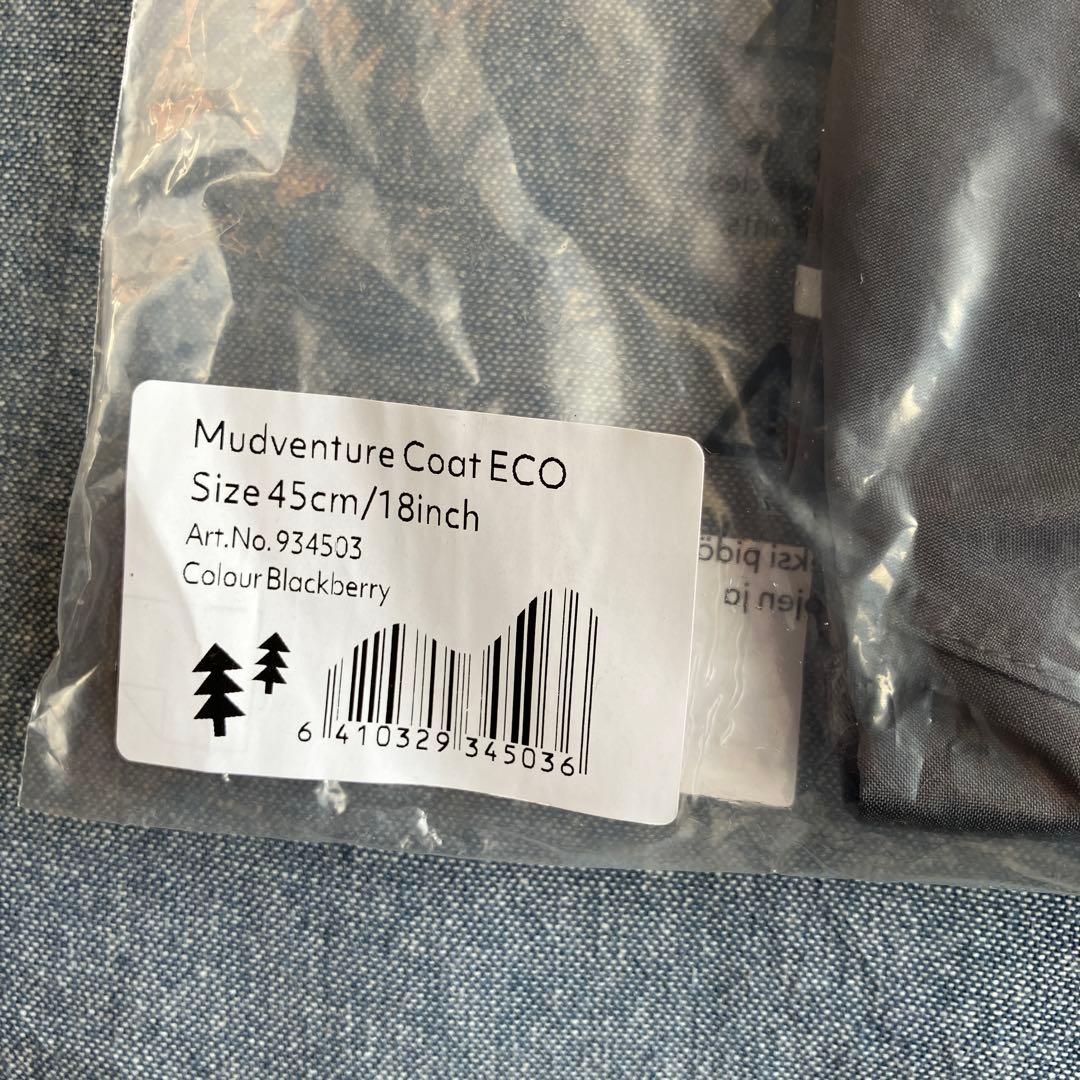 Mudventure Coat ECO
Size 45cm/18inch
Art.No. 934503
Colour Blackberry
6 410329 345036